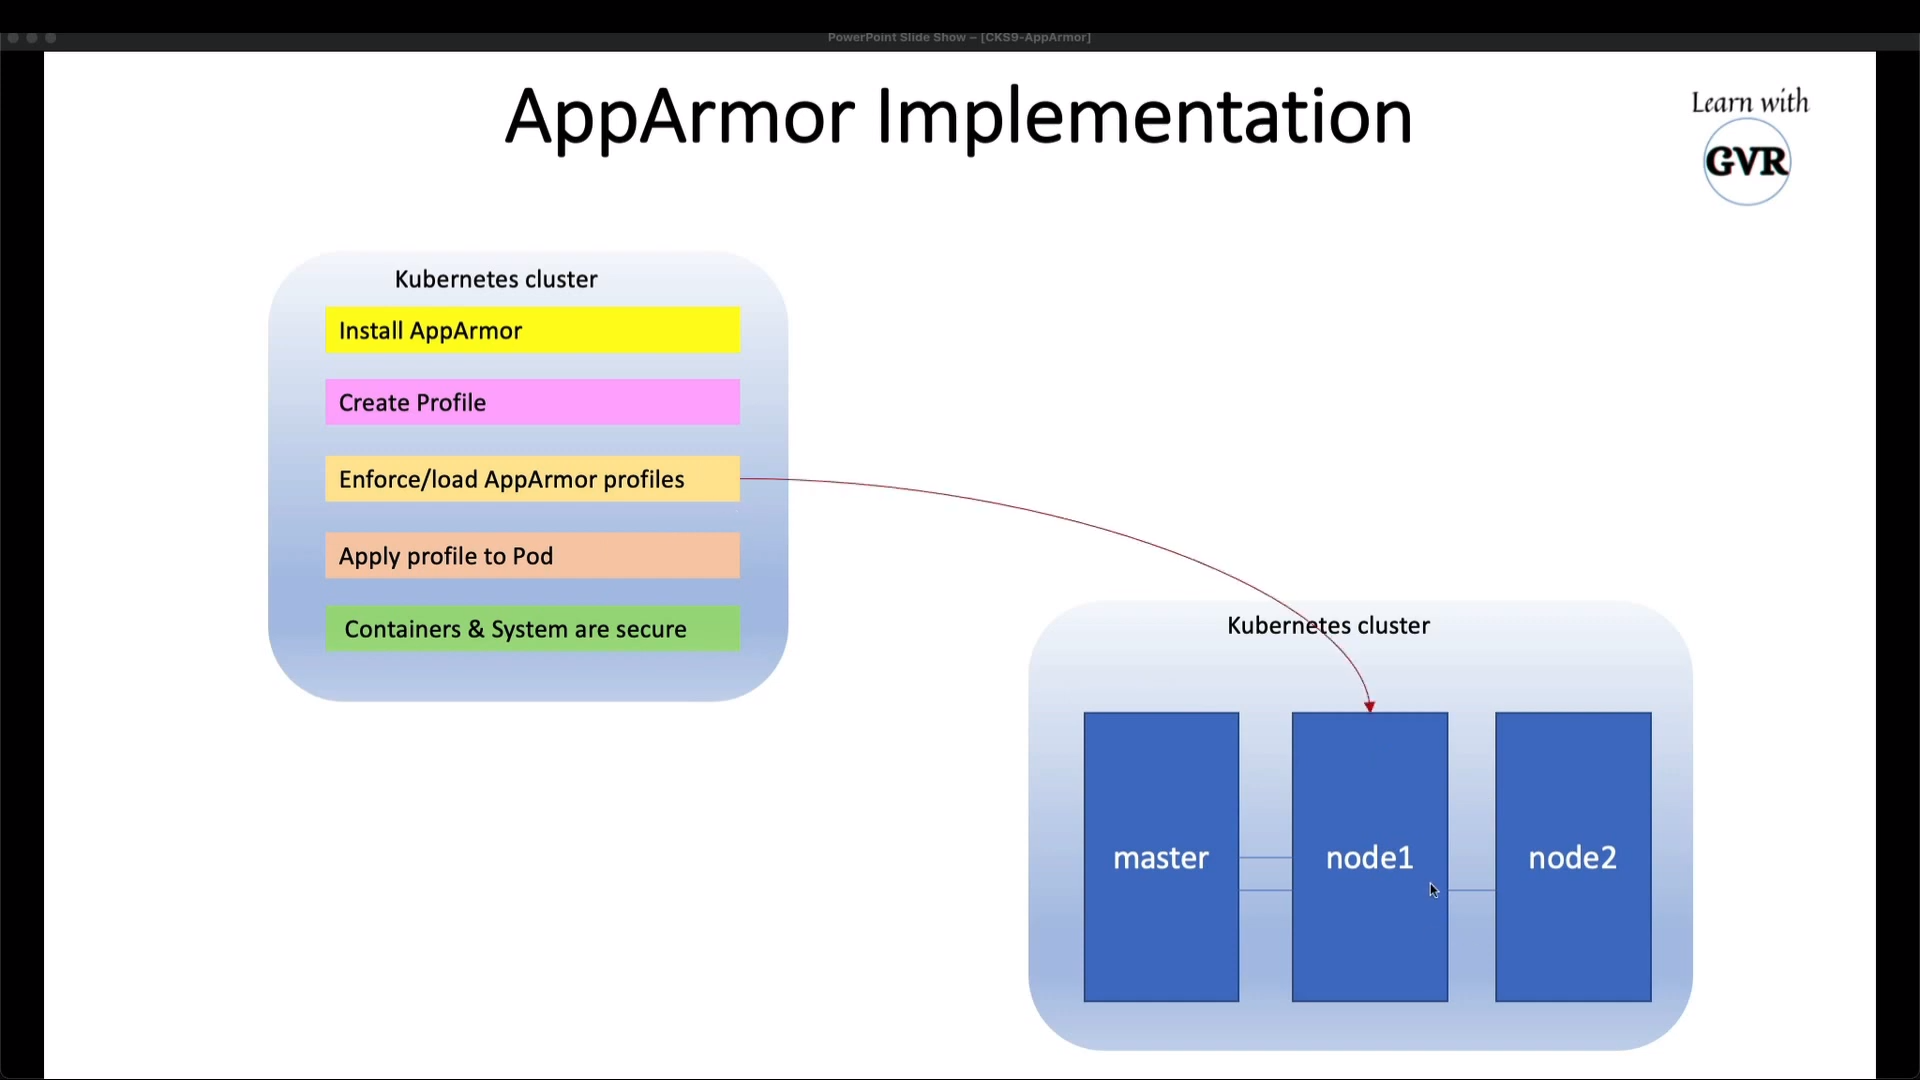 PowerPoint Slide Show – [CKS9-AppArmor]
AppArmor Implementation
Learn with
GVR
Kubernetes cluster
Install AppArmor
Create Profile
Enforce/load AppArmor profiles
Apply profile to Pod
Containers & System are secure
Kubernetes cluster
master
node1
node2